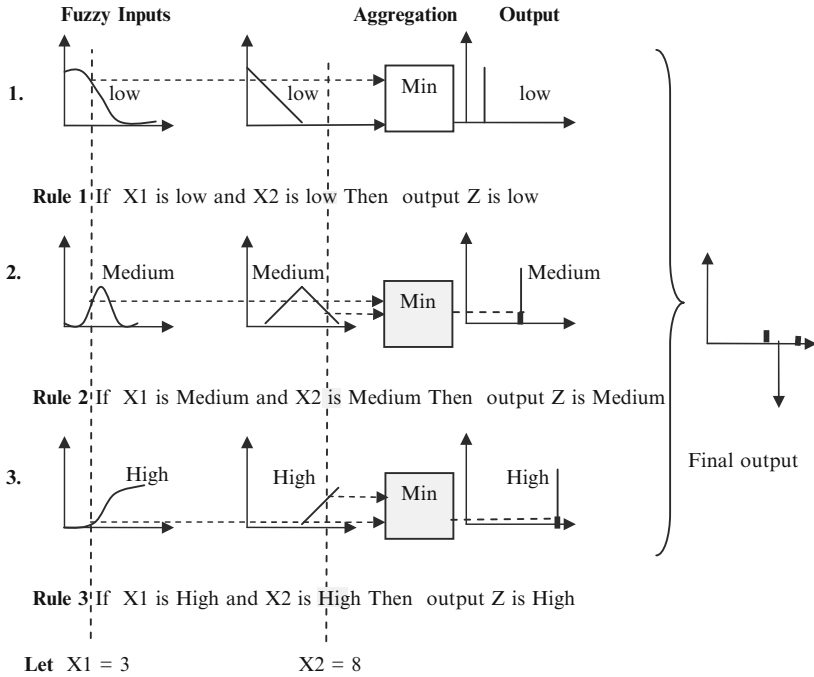 Fuzzy Inputs Aggregation Output
1. low low Min low
Rule 1 If X1 is low and X2 is low Then output Z is low
2. Medium Medium Min Medium
Rule 2 If X1 is Medium and X2 is Medium Then output Z is Medium
3. High High Min High
Final output
Rule 3 If X1 is High and X2 is High Then output Z is High
Let X1 = 3 X2 = 8